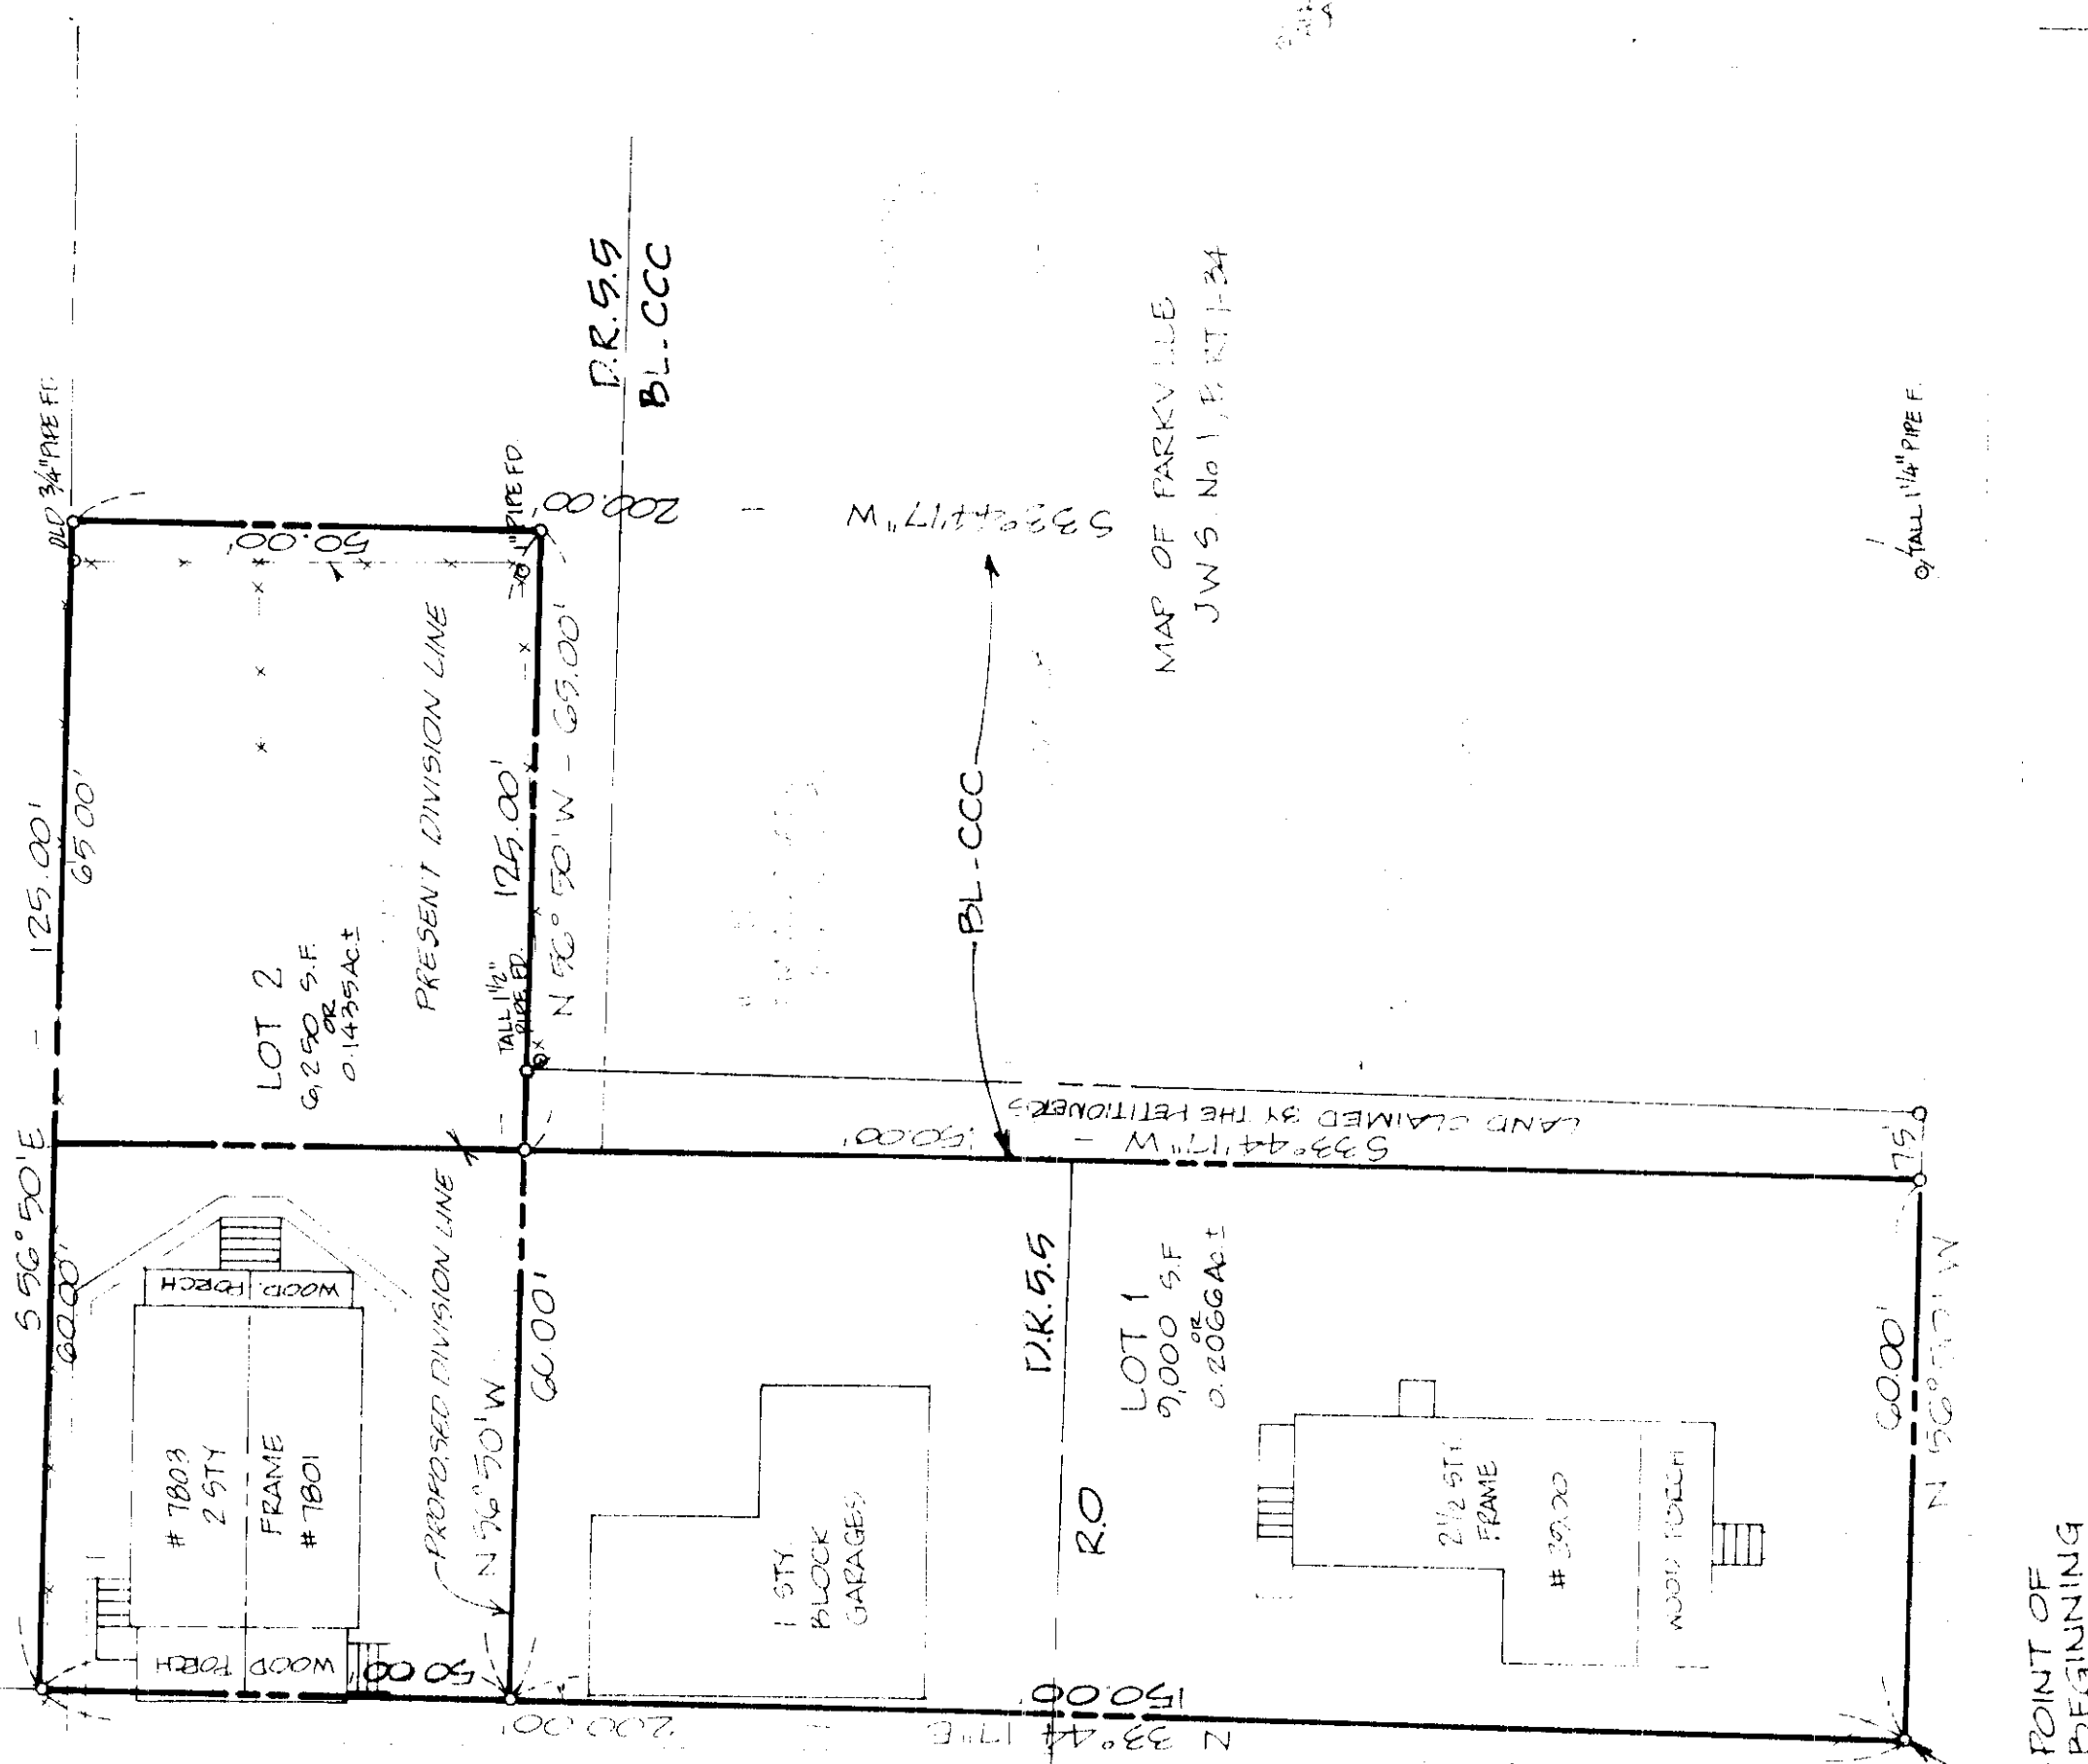 S 56° 50' E - 125.00'
60.00'
65.00'
OLD 3/4" PIPE FD.
50.00'
1" PIPE FD.
LOT 2
6,250 S.F.
OR
0.1435 AC.±
PRESENT DIVISION LINE
TALL 1 1/2"
PIPE FD.
125.00'
N 56° 50' W - 65.00'
D.R.5.5
BL.-CCC
200.00'
-
S 33° 44' 17" W
MAP OF PARKVILLE
J W S. No 1,
1-34
BL.-CCC
TALL 1 1/4" PIPE F.
LAND CLAIMED BY THE PETITIONERS
S 33° 44' 17" W - 150.00'
WOOD PORCH
# 7803
2 STY
FRAME
# 7801
WOOD PORCH
50.00
PROPOSED DIVISION LINE
N 56° 50' W
60.00'
1 STY.
BLOCK
GARAGES
D.R.5.5
R.O
LOT 1
9,000 S.F
OR
0.2066 AC.±
2 1/2 STY.
FRAME
# 3920
WOOD PORCH
60.00'
N 56° 50' W
150.00'
N 33° 44' 17" E - 200.00'
POINT OF
BEGINNING